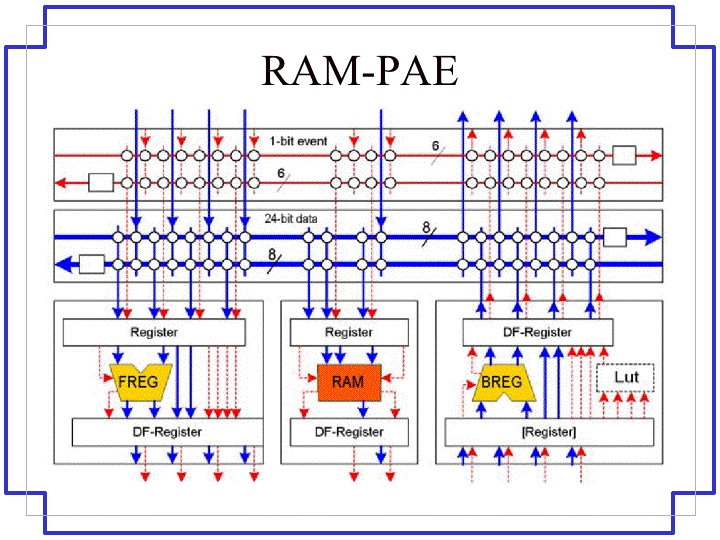 RAM-PAE
1-bit event
6
6
24-bit data
8
8
Register
Register
DF-Register
FREG
RAM
BREG
Lut
DF-Register
DF-Register
[Register]